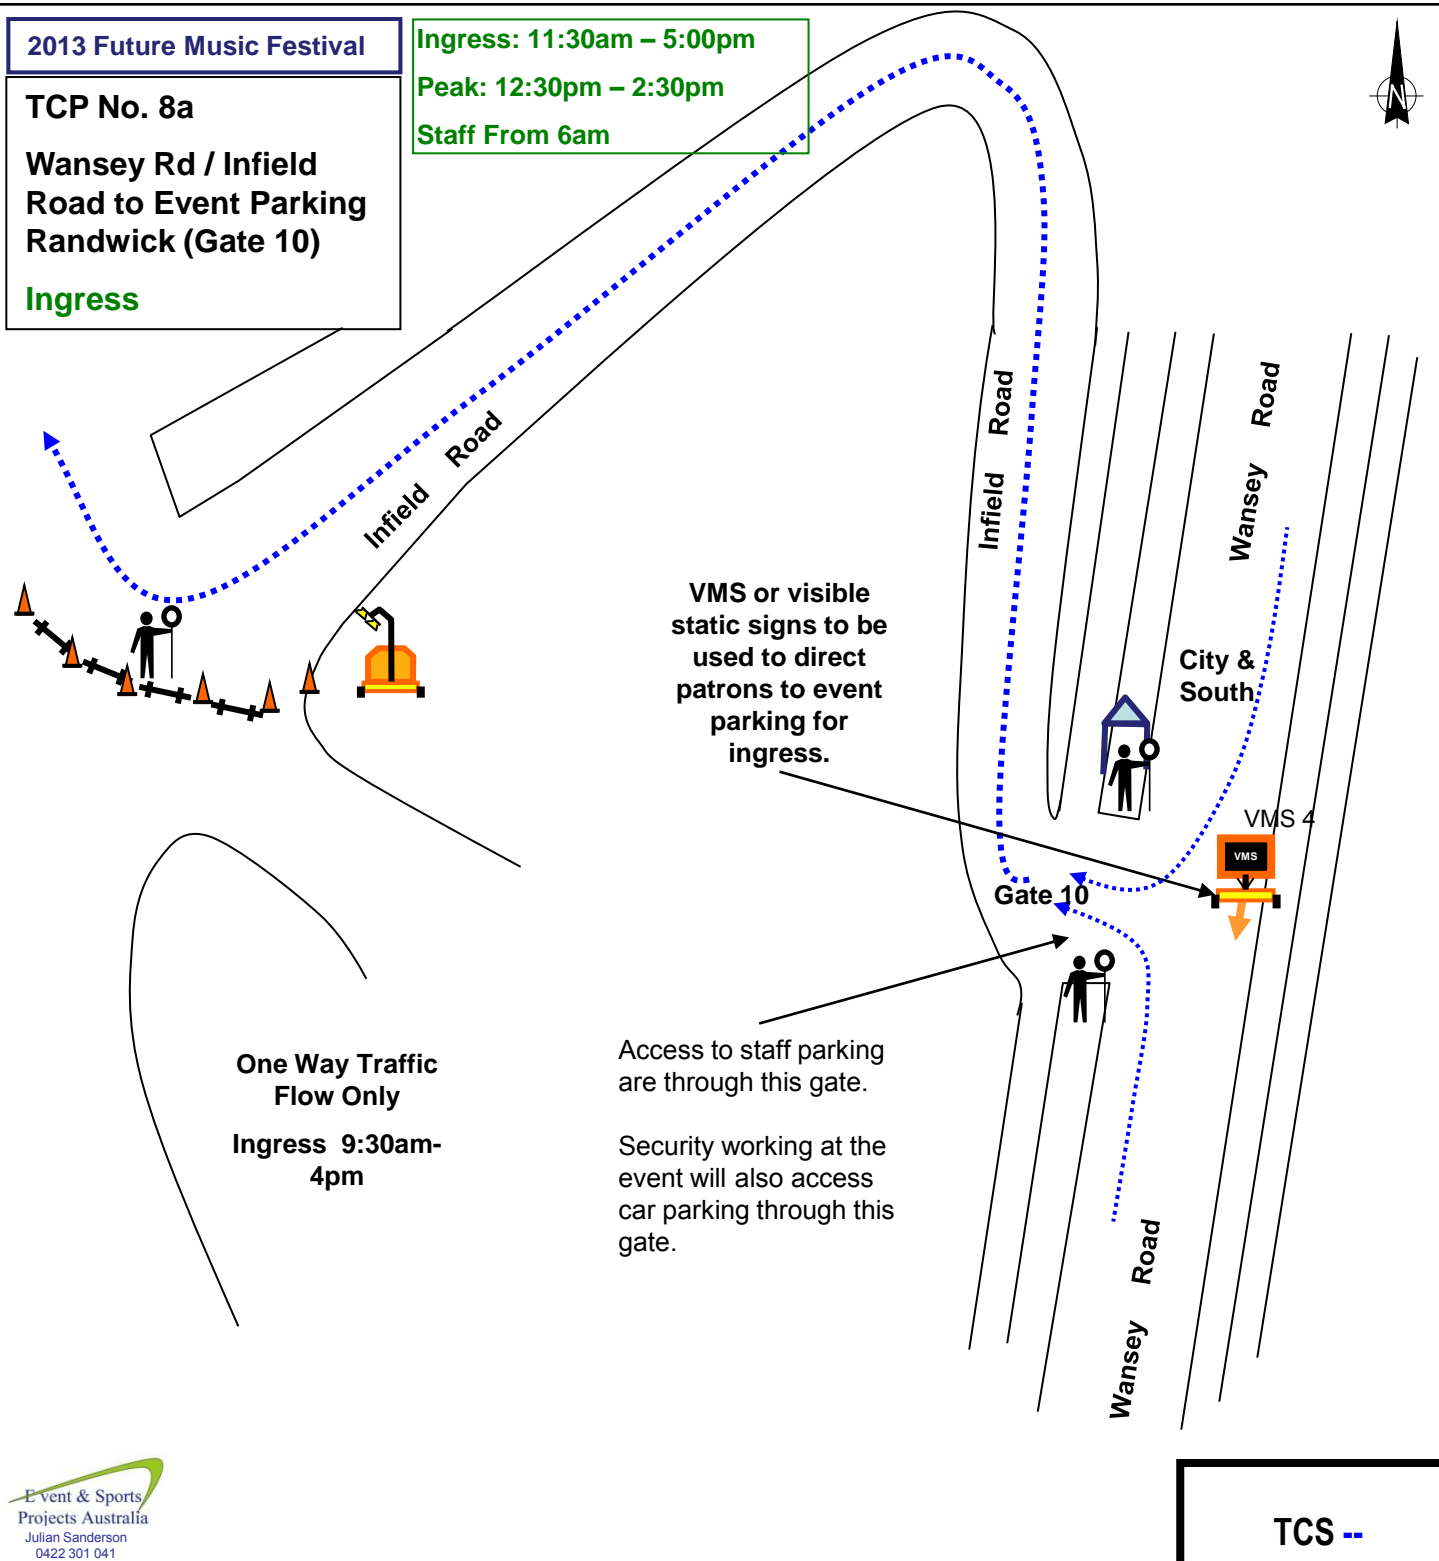 2013 Future Music Festival
Ingress: 11:30am – 5:00pm
Peak: 12:30pm – 2:30pm
Staff From 6am
TCP No. 8a
Wansey Rd / Infield
Road to Event Parking
Randwick (Gate 10)
Ingress
N
Infield Road
Infield Road
Wansey Road
VMS or visible
static signs to be
used to direct
patrons to event
parking for
ingress.
City &
South
VMS 4
VMS
Gate 10
One Way Traffic
Flow Only
Ingress 9:30am-
4pm
Access to staff parking
are through this gate.
Security working at the
event will also access
car parking through this
gate.
Wansey Road
Event & Sports
Projects Australia
Julian Sanderson
0422 301 041
TCS --